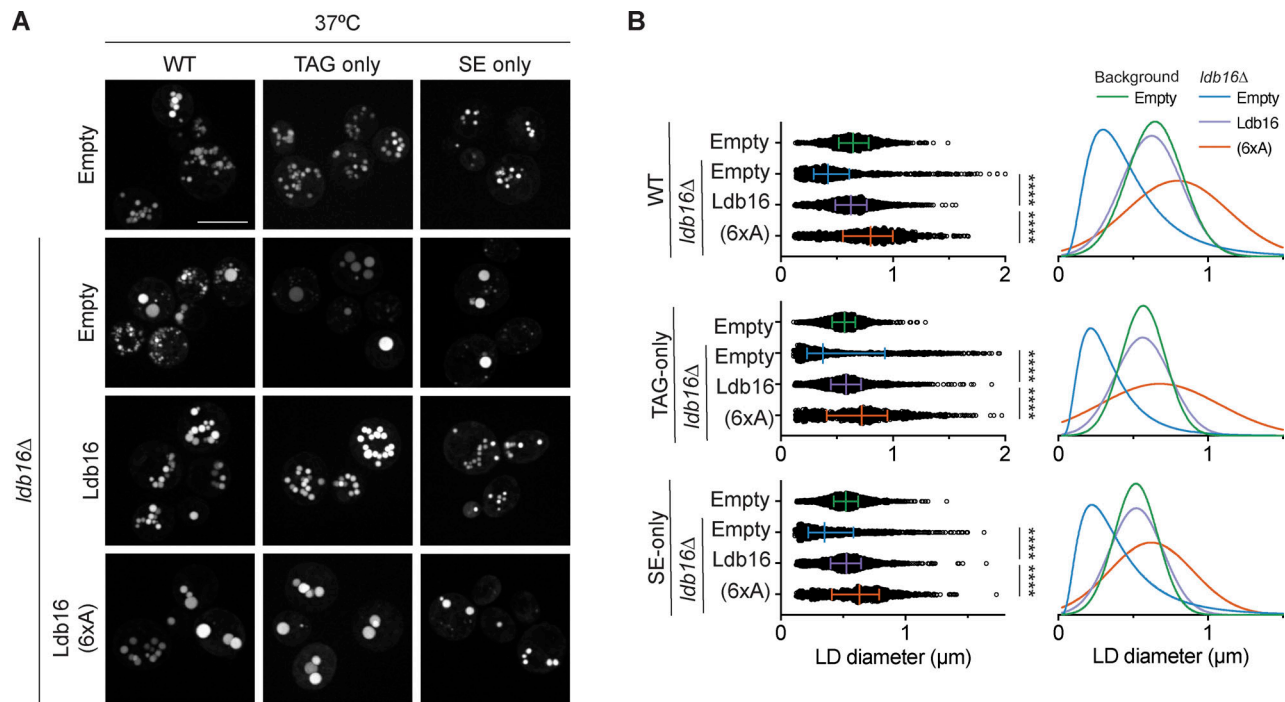 A
37ºC
WT TAG only SE only
Empty
Empty
Ldb16
Ldb16
(6xA)
ldb16Δ
B
Background ldb16Δ
Empty Empty
Ldb16
(6xA)
WT
ldb16Δ
Empty
Empty
Ldb16
(6xA)
****
****
0 1 2
0 1
TAG-only
ldb16Δ
Empty
Empty
Ldb16
(6xA)
****
****
0 1 2
0 1
SE-only
ldb16Δ
Empty
Empty
Ldb16
(6xA)
****
****
0 1
0 1
LD diameter (µm) LD diameter (µm)